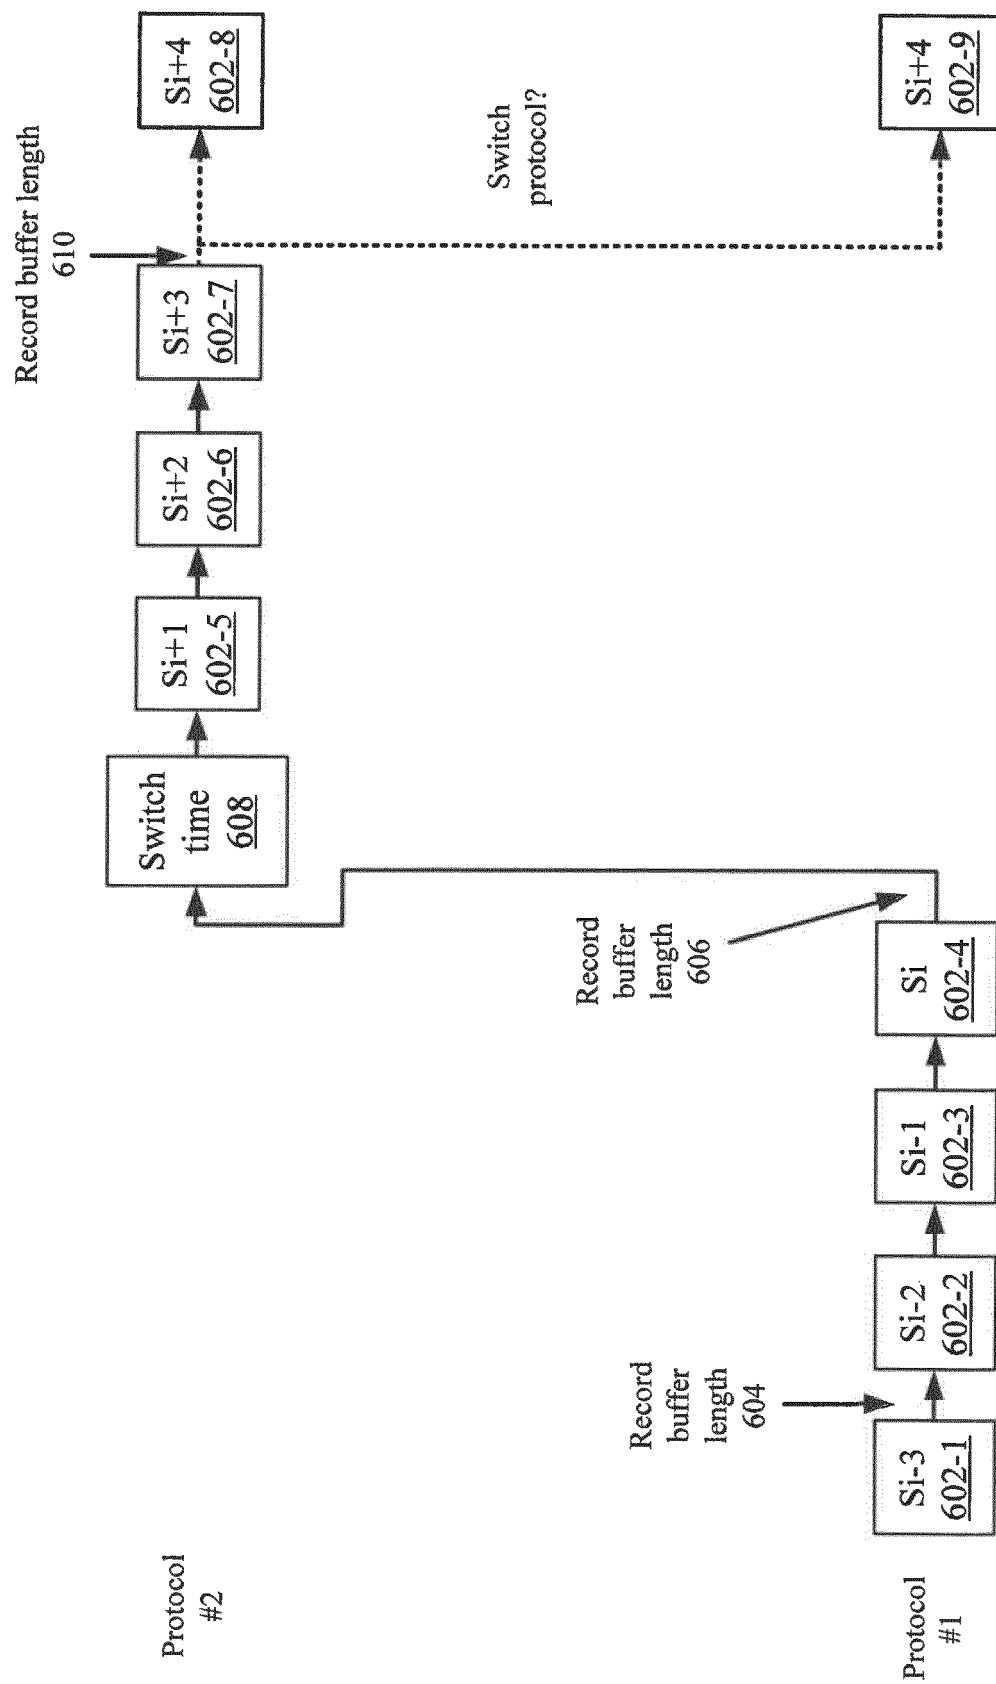 Protocol
#2
Switch
time
608
Si+1
602-5
Si+2
602-6
Si+3
602-7
Record buffer length
610
Si+4
602-8
Switch
protocol?
Record
buffer
length
604
Record
buffer
length
606
Protocol
#1
Si-3
602-1
Si-2
602-2
Si-1
602-3
Si
602-4
Si+4
602-9